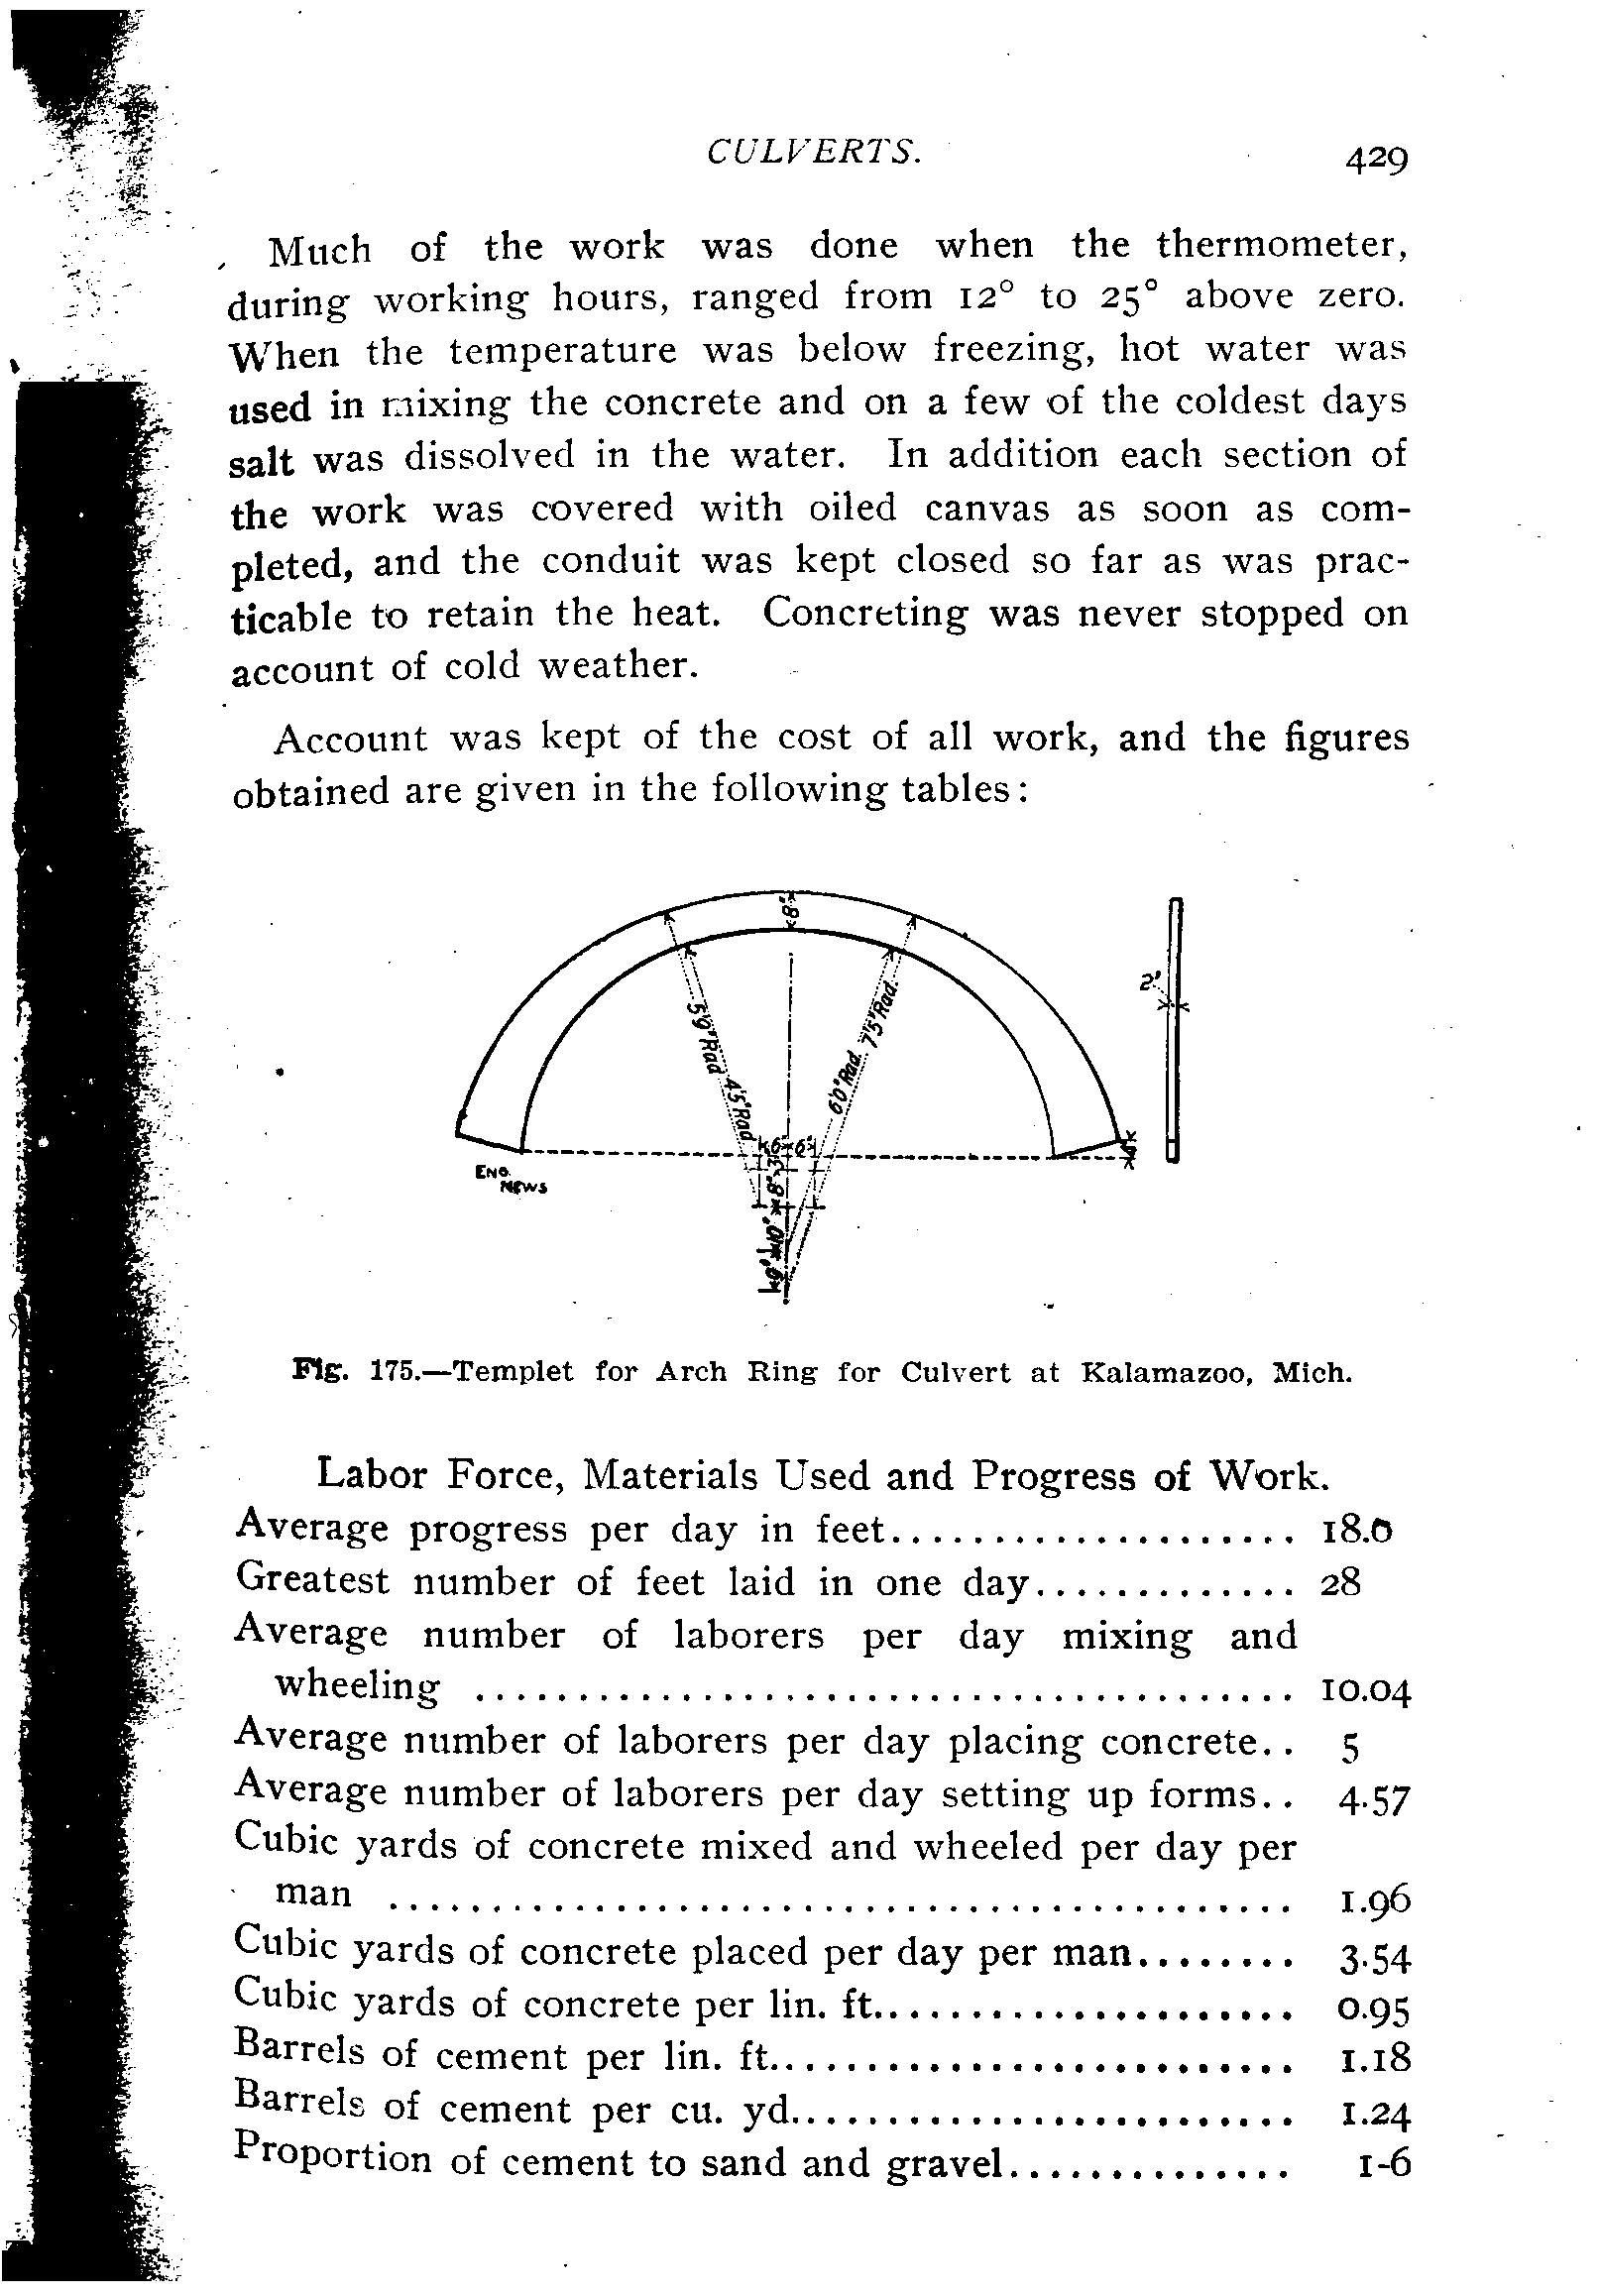 CULVERTS. 429
Much of the work was done when the thermometer,
during working hours, ranged from 12° to 25° above zero.
When the temperature was below freezing, hot water was
used in mixing the concrete and on a few of the coldest days
salt was dissolved in the water. In addition each section of
the work was covered with oiled canvas as soon as com-
pleted, and the conduit was kept closed so far as was prac-
ticable to retain the heat. Concreting was never stopped on
account of cold weather.
Account was kept of the cost of all work, and the figures
obtained are given in the following tables:
8"
2"
5'9" Rad
4'5" Rad
6'0" Rad.
7'5" Rad.
6" 6"
3"
8"
10"
9"
ENG.
NEWS
Fig. 175.—Templet for Arch Ring for Culvert at Kalamazoo, Mich.
Labor Force, Materials Used and Progress of Work.
Average progress per day in feet.................... 18.0
Greatest number of feet laid in one day............. 28
Average number of laborers per day mixing and
wheeling ........................................ 10.04
Average number of laborers per day placing concrete.. 5
Average number of laborers per day setting up forms.. 4.57
Cubic yards of concrete mixed and wheeled per day per
man ............................................ 1.96
Cubic yards of concrete placed per day per man........ 3.54
Cubic yards of concrete per lin. ft..................... 0.95
Barrels of cement per lin. ft.......................... 1.18
Barrels of cement per cu. yd......................... 1.24
Proportion of cement to sand and gravel.............. 1-6